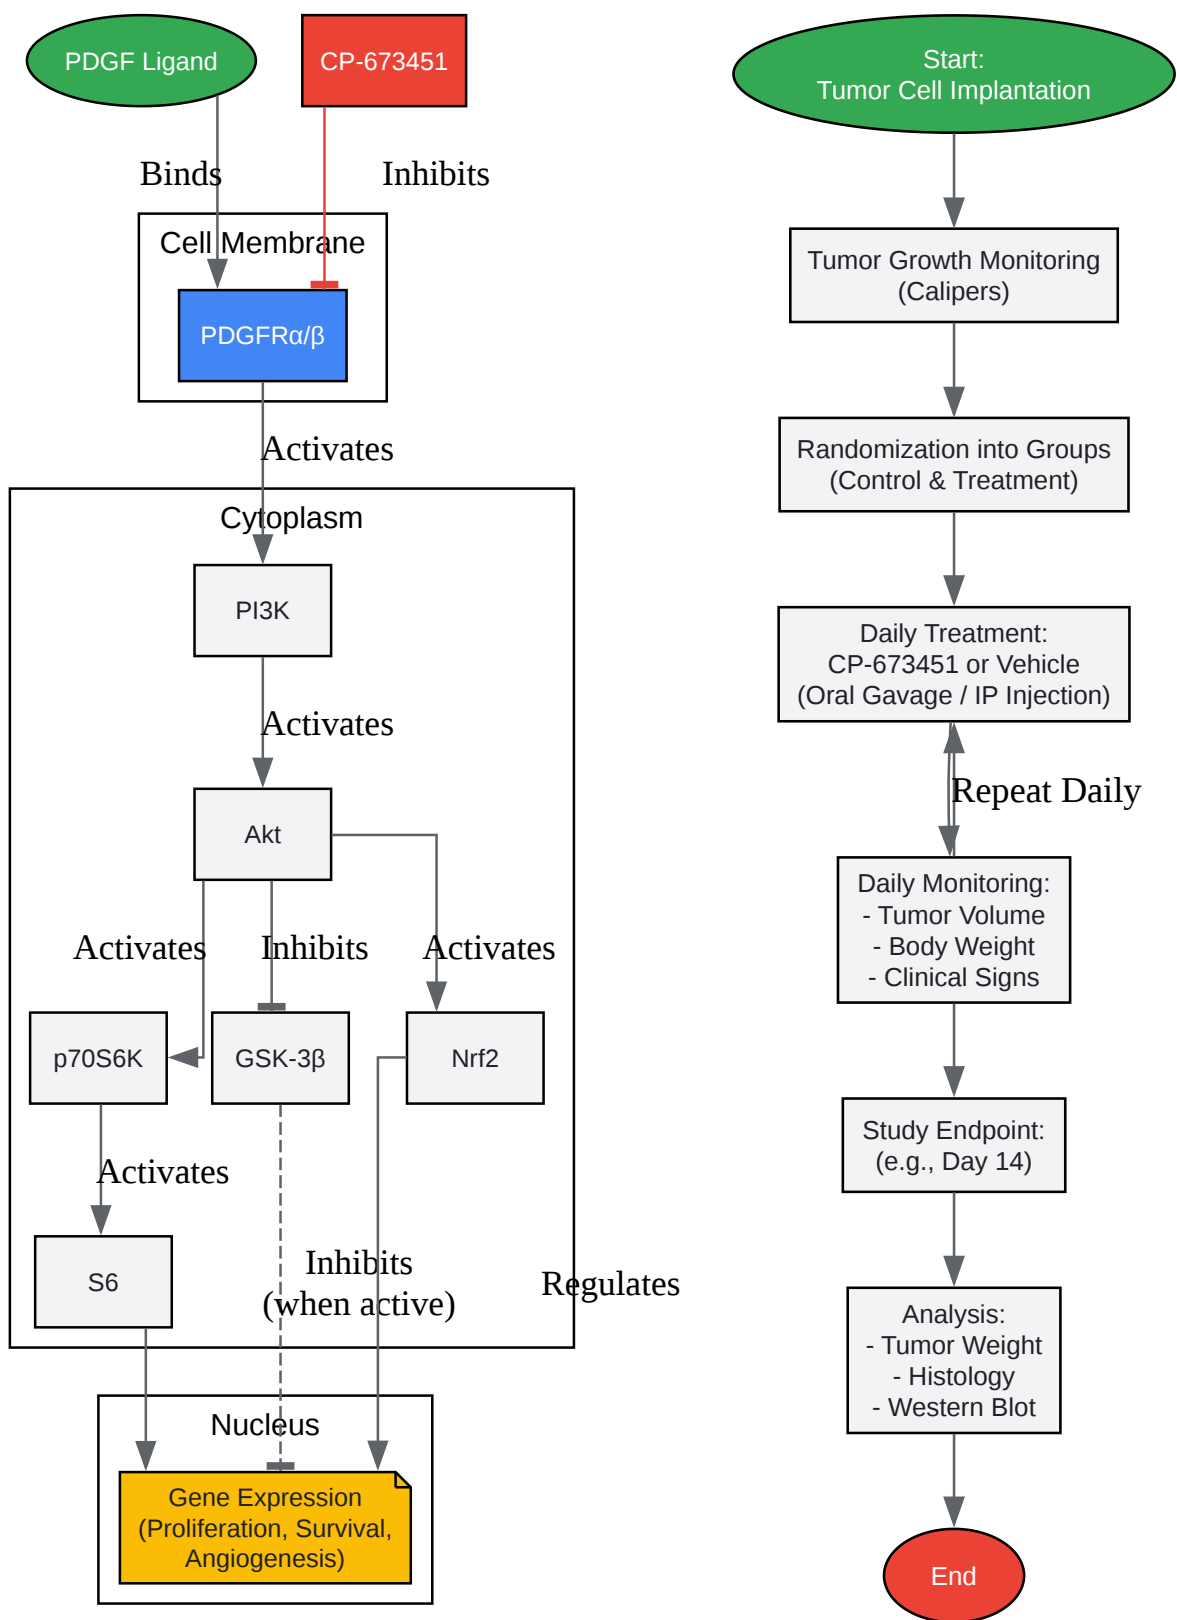 PDGF Ligand
CP-673451
Binds
Inhibits
Cell Membrane
PDGFRα/β
Activates
Cytoplasm
PI3K
Activates
Akt
Activates
Inhibits
Activates
p70S6K
GSK-3β
Nrf2
Activates
S6
Inhibits
(when active)
Regulates
Nucleus
Gene Expression
(Proliferation, Survival,
Angiogenesis)
Start:
Tumor Cell Implantation
Tumor Growth Monitoring
(Calipers)
Randomization into Groups
(Control & Treatment)
Daily Treatment:
CP-673451 or Vehicle
(Oral Gavage / IP Injection)
Repeat Daily
Daily Monitoring:
- Tumor Volume
- Body Weight
- Clinical Signs
Study Endpoint:
(e.g., Day 14)
Analysis:
- Tumor Weight
- Histology
- Western Blot
End